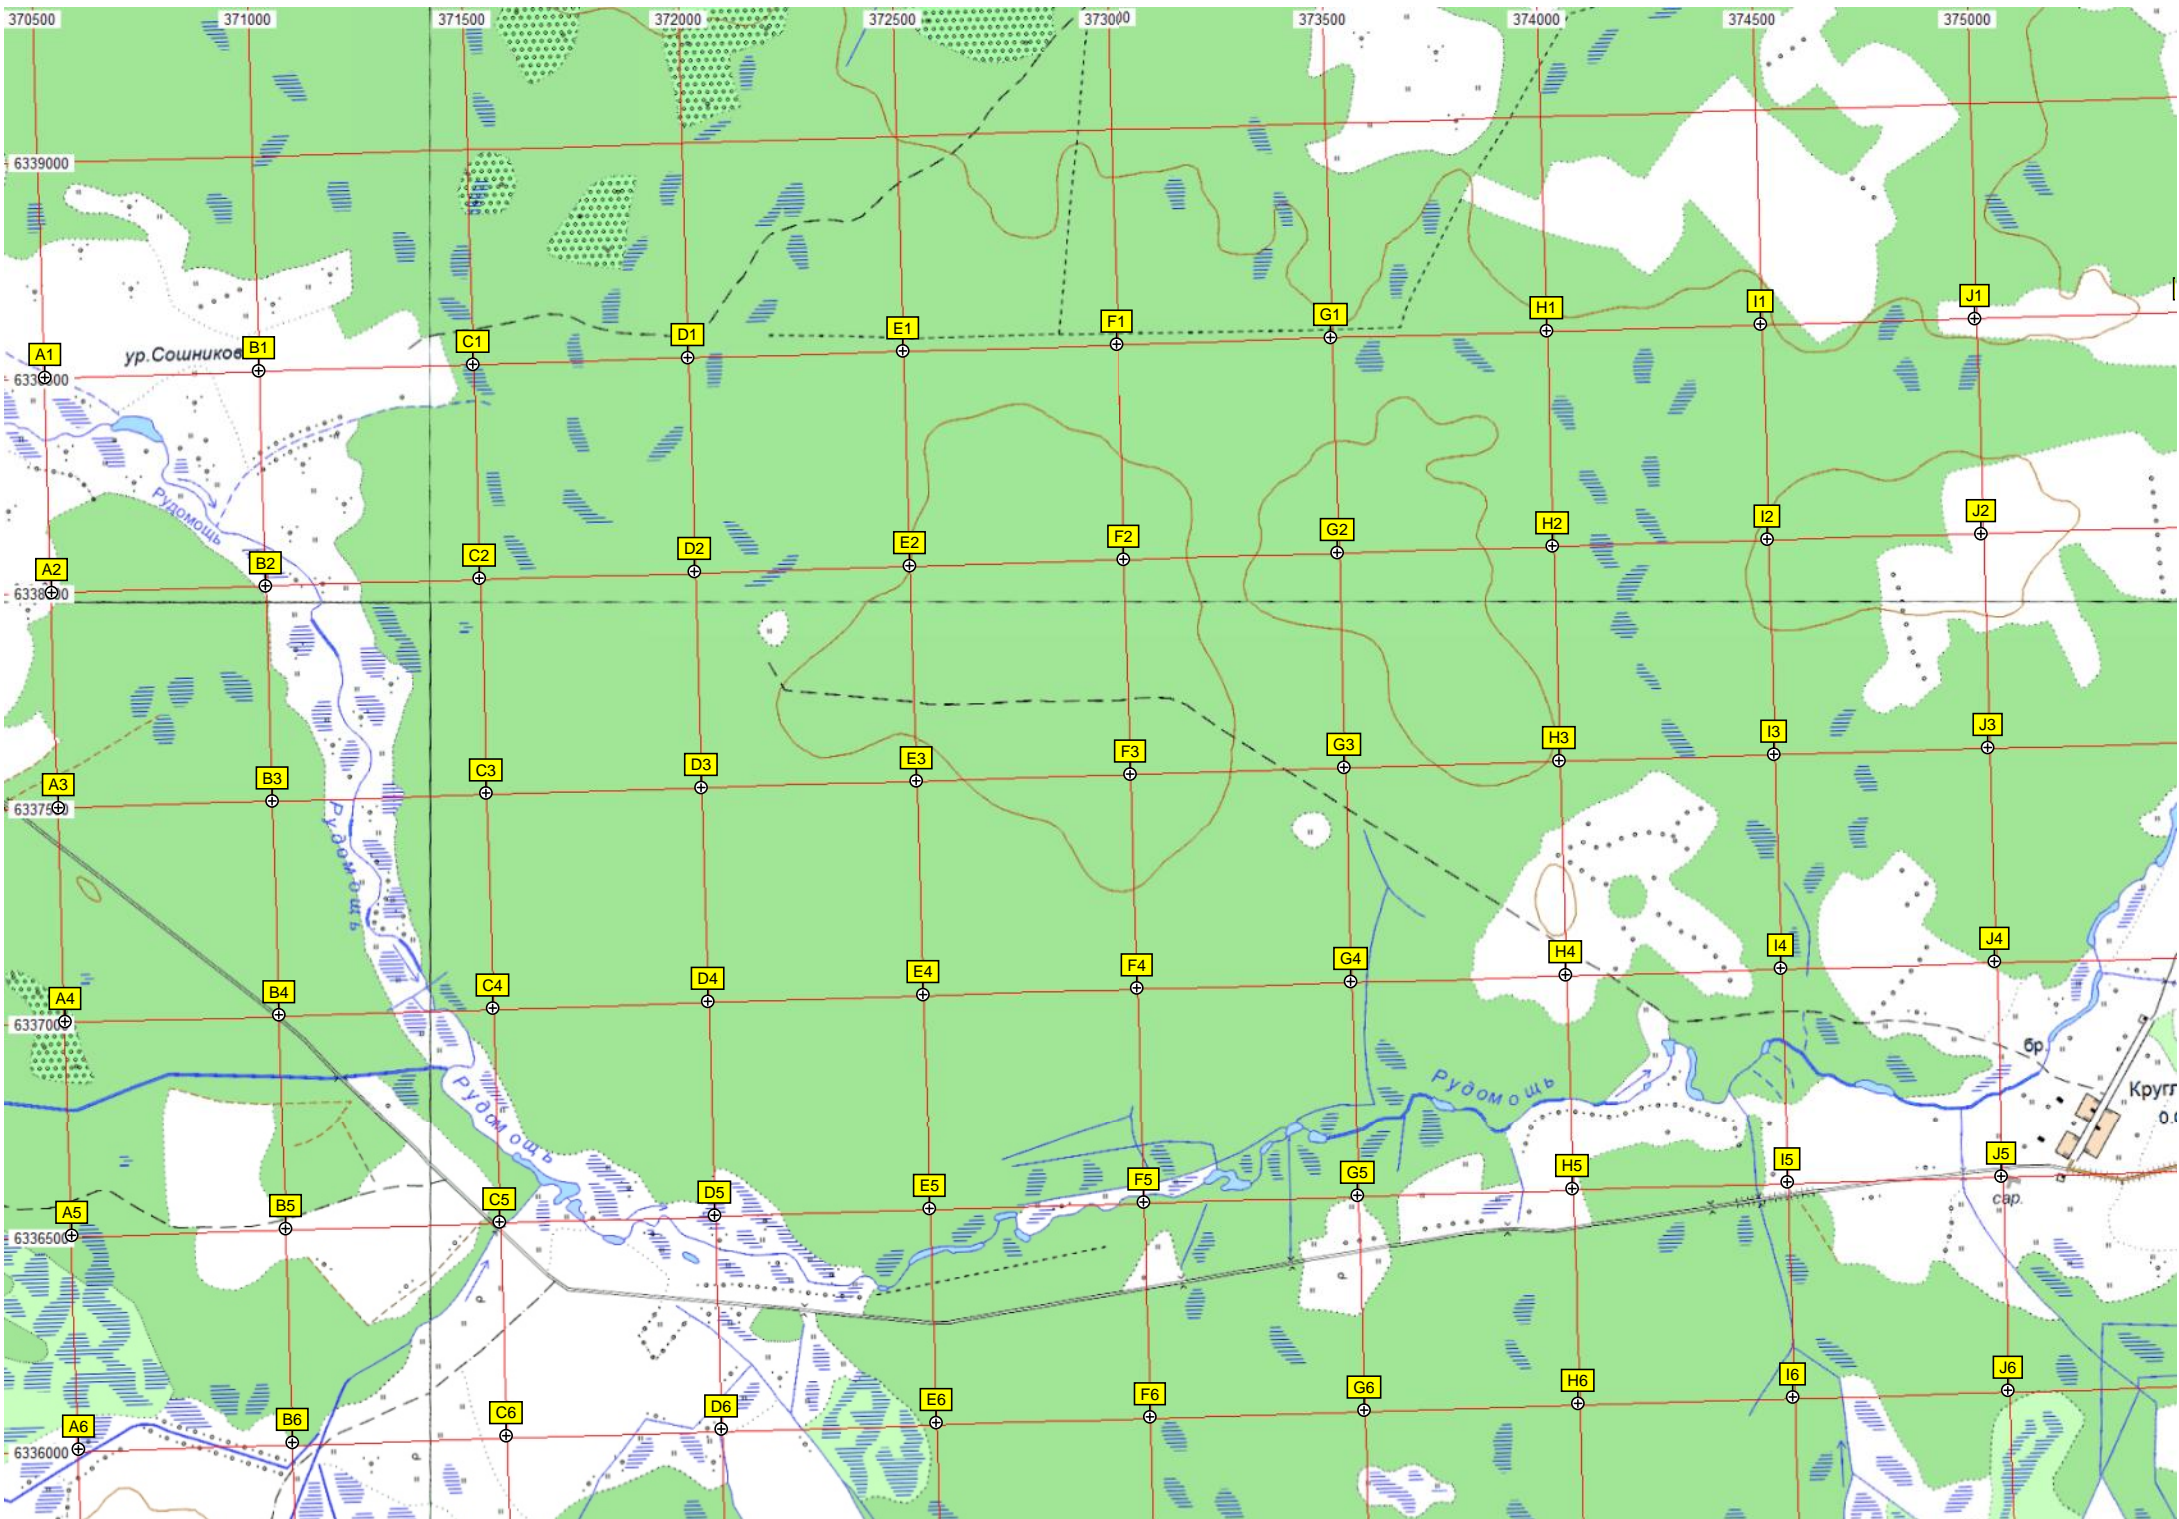 370500 371000 371500 372000 372500 373000 373500 374000 374500 375000
6339000
A1 B1 C1 D1 E1 F1 G1 H1 I1 J1
ур.Сошников
Рудомощь
6338000
A2 B2 C2 D2 E2 F2 G2 H2 I2 J2
A3 B3 C3 D3 E3 F3 G3 H3 I3 J3
6337500
Рудомощь
A4 B4 C4 D4 E4 F4 G4 H4 I4 J4
6337000
бр.
Рудомощь
Рудомощь
Кругл
A5 B5 C5 D5 E5 F5 G5 H5 I5 J5
сар.
6336500
р
р
A6 B6 C6 D6 E6 F6 G6 H6 I6 J6
6336000
р